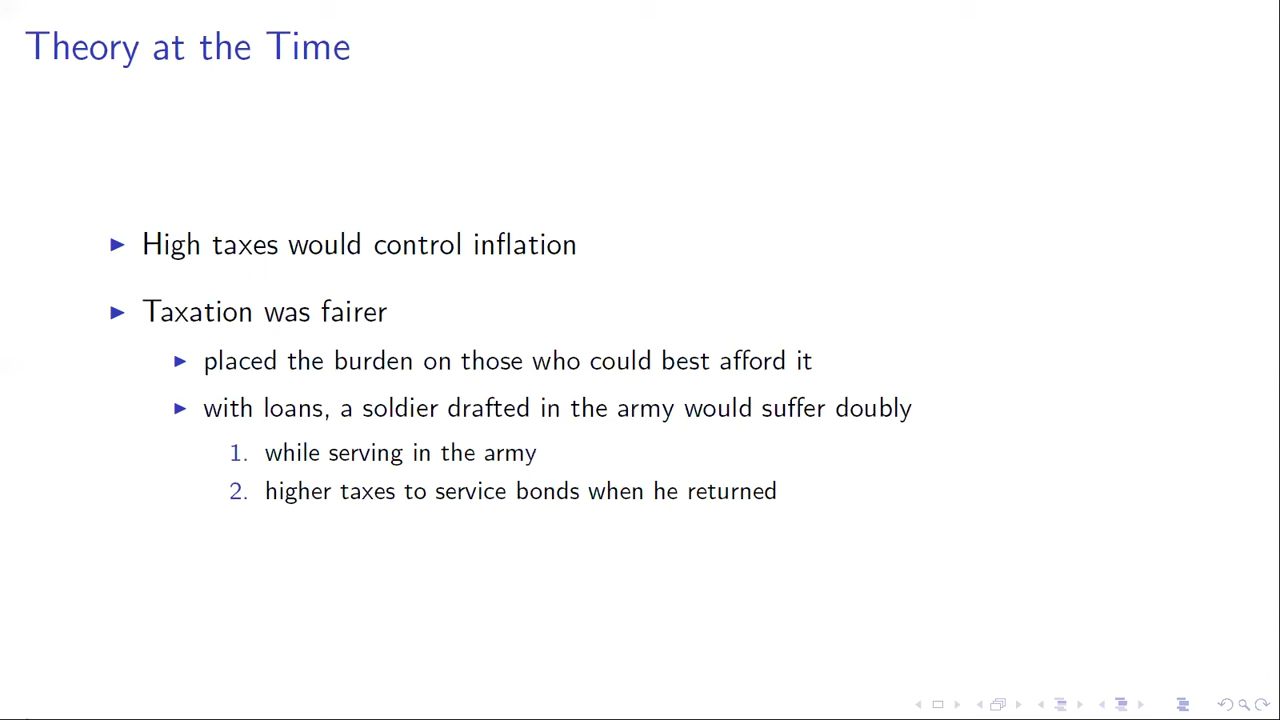 Theory at the Time
High taxes would control inflation
Taxation was fairer
placed the burden on those who could best afford it
with loans, a soldier drafted in the army would suffer doubly
1. while serving in the army
2. higher taxes to service bonds when he returned